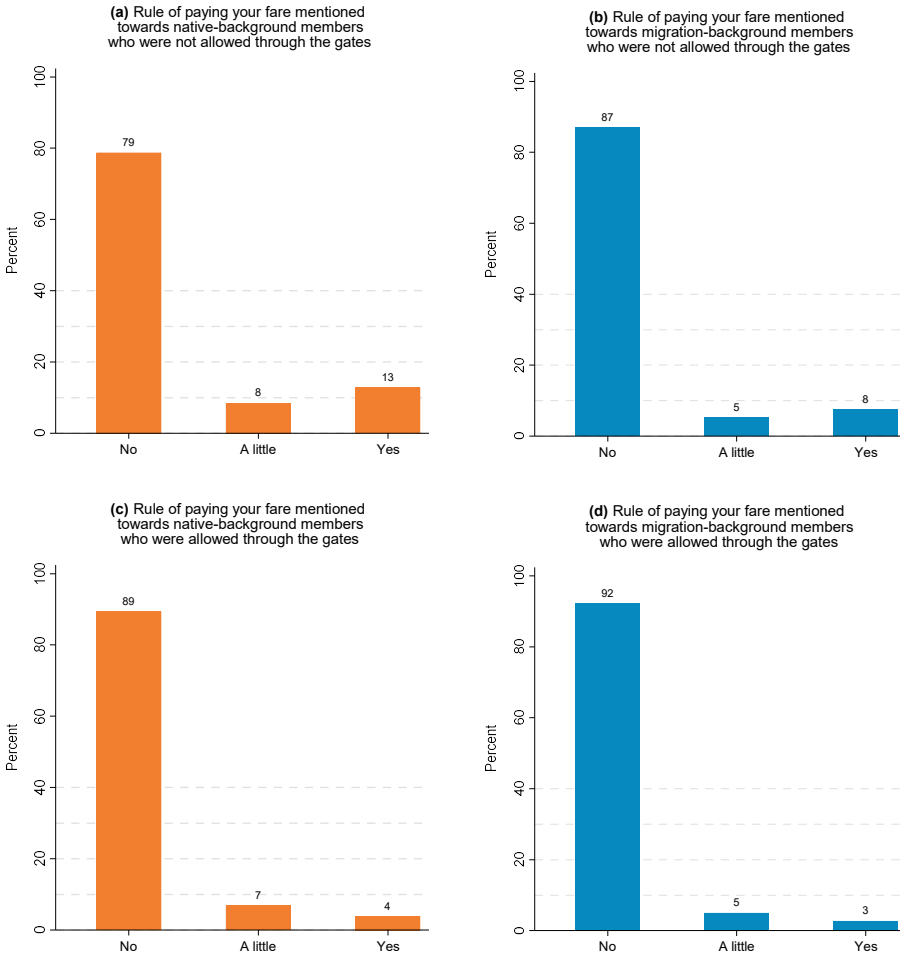 (a) Rule of paying your fare mentioned
towards native-background members
who were not allowed through the gates
Percent
100
80
60
40
20
0
79
8
13
No
A little
Yes
(b) Rule of paying your fare mentioned
towards migration-background members
who were not allowed through the gates
Percent
100
80
60
40
20
0
87
5
8
No
A little
Yes
(c) Rule of paying your fare mentioned
towards native-background members
who were allowed through the gates
Percent
100
80
60
40
20
0
89
7
4
No
A little
Yes
(d) Rule of paying your fare mentioned
towards migration-background members
who were allowed through the gates
Percent
100
80
60
40
20
0
92
5
3
No
A little
Yes